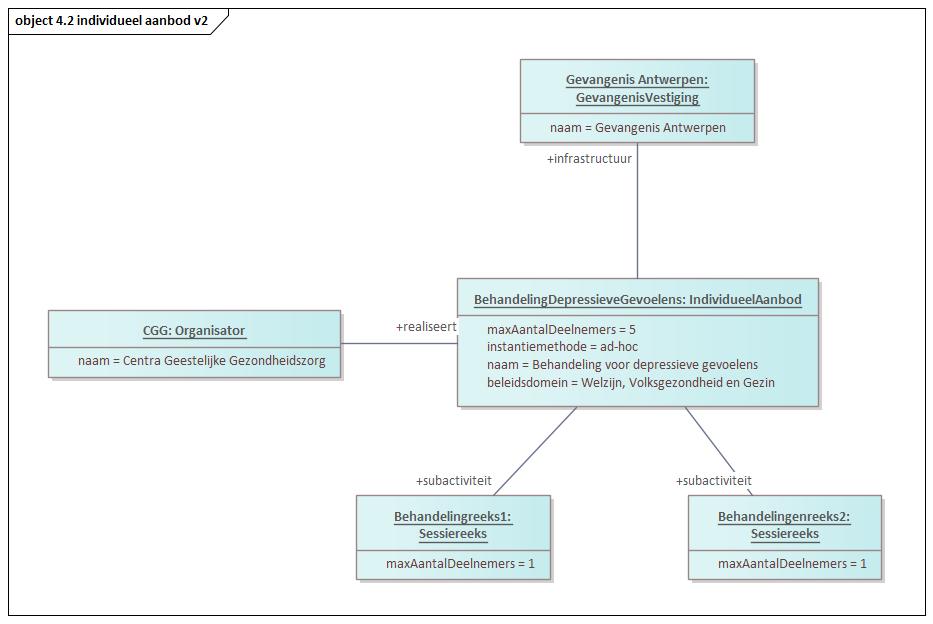 object 4.2 individueel aanbod v2
Gevangenis Antwerpen:
GevangenisVestiging
naam = Gevangenis Antwerpen
+infrastructuur
BehandelingDepressieveGevoelens: IndividueelAanbod
maxAantalDeelnemers = 5
instantiemethode = ad-hoc
naam = Behandeling voor depressieve gevoelens
beleidsdomein = Welzijn, Volksgezondheid en Gezin
+realiseert
CGG: Organisator
naam = Centra Geestelijke Gezondheidszorg
+subactiviteit
+subactiviteit
Behandelingreeks1:
Sessiereeks
maxAantalDeelnemers = 1
Behandelingenreeks2:
Sessiereeks
maxAantalDeelnemers = 1